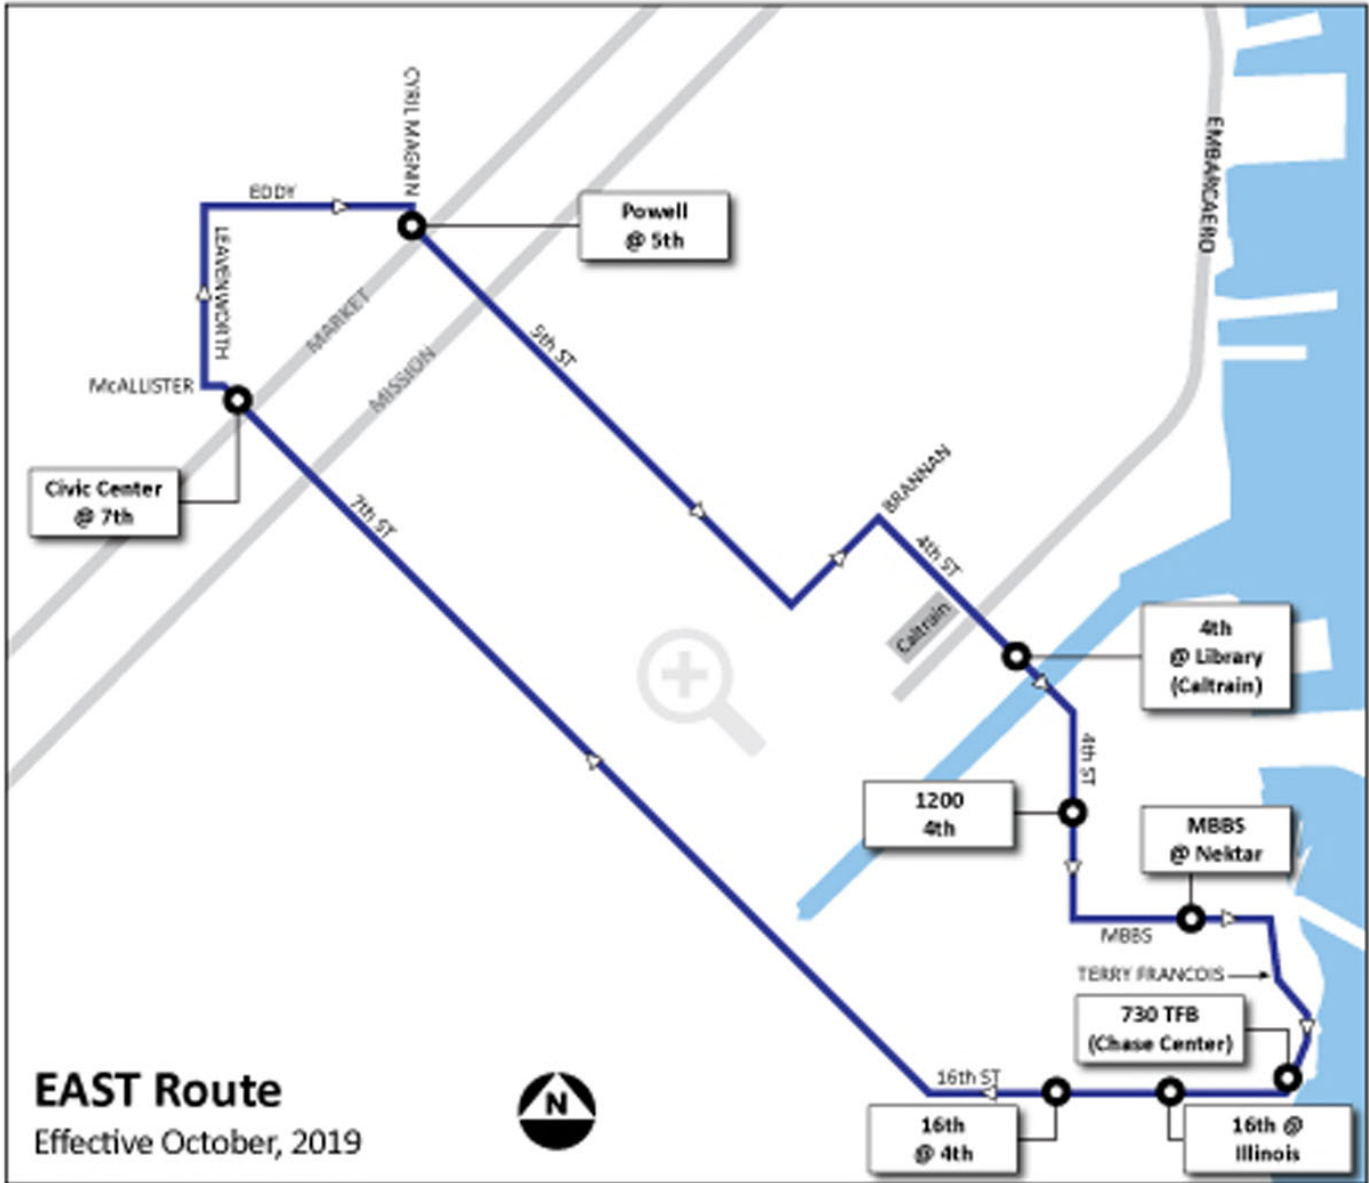 CYRIL MAGNIN
EMBARCAERO
EDDY
Powell
@ 5th
LEAVENWORTH
MARKET
MISSION
5th ST
McALLISTER
Civic Center
@ 7th
7th ST
BRANNAN
4th ST
Caltrain
4th
@ Library
(Caltrain)
4th ST
1200
4th
MBBS
@ Nektar
MBBS
TERRY FRANCOIS
730 TFB
(Chase Center)
16th ST
16th
@ 4th
16th @
Illinois
EAST Route
Effective October, 2019
N